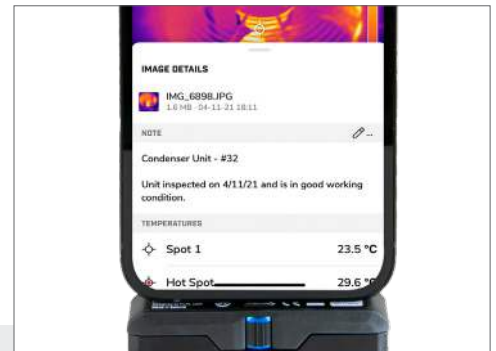 IMAGE DETAILS
IMG_6898.JPG
1.6 MB · 04-11-21 18:11
NOTE
Condenser Unit - #32
Unit inspected on 4/11/21 and is in good working
condition.
TEMPERATURES
Spot 1 23.5 °C
Hot Spot 29.6 °C